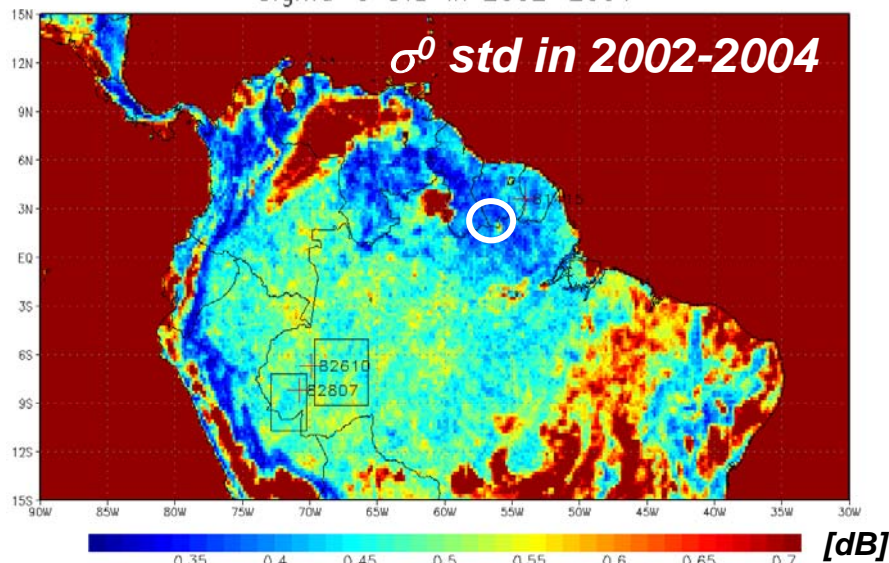 σ⁰ std in 2002-2004
15N
12N
9N
6N
3N
EQ
3S
6S
9S
12S
15S
B2610
B2807
90W 85W 80W 75W 70W 65W 60W 55W 50W 45W 40W 35W 30W
0.35 0.4 0.45 0.5 0.55 0.6 0.65 0.7 [dB]